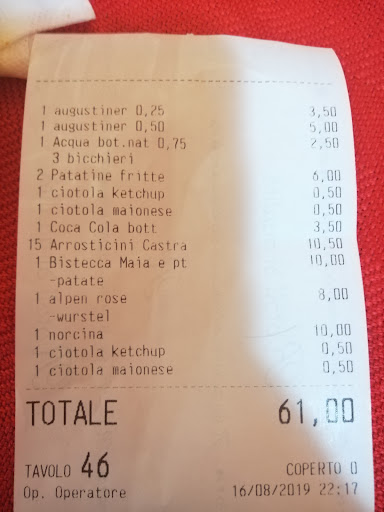 1 augustiner 0,25 3,50
1 augustiner 0,50 5,00
1 Acqua bot.nat 0,75 2,50
3 bicchieri
2 Patatine fritte 6,00
1 ciotola ketchup 0,50
1 ciotola maionese 0,50
1 Coca Cola bott 3,50
15 Arrosticini Castra 10,50
1 Bistecca Maia e pt 10,00
-patate
1 alpen rose 8,00
-wurstel
1 norcina 10,00
1 ciotola ketchup 0,50
1 ciotola maionese 0,50
TOTALE 61,00
TAVOLO 46 COPERTO 0
Op. Operatore 16/08/2019 22:17